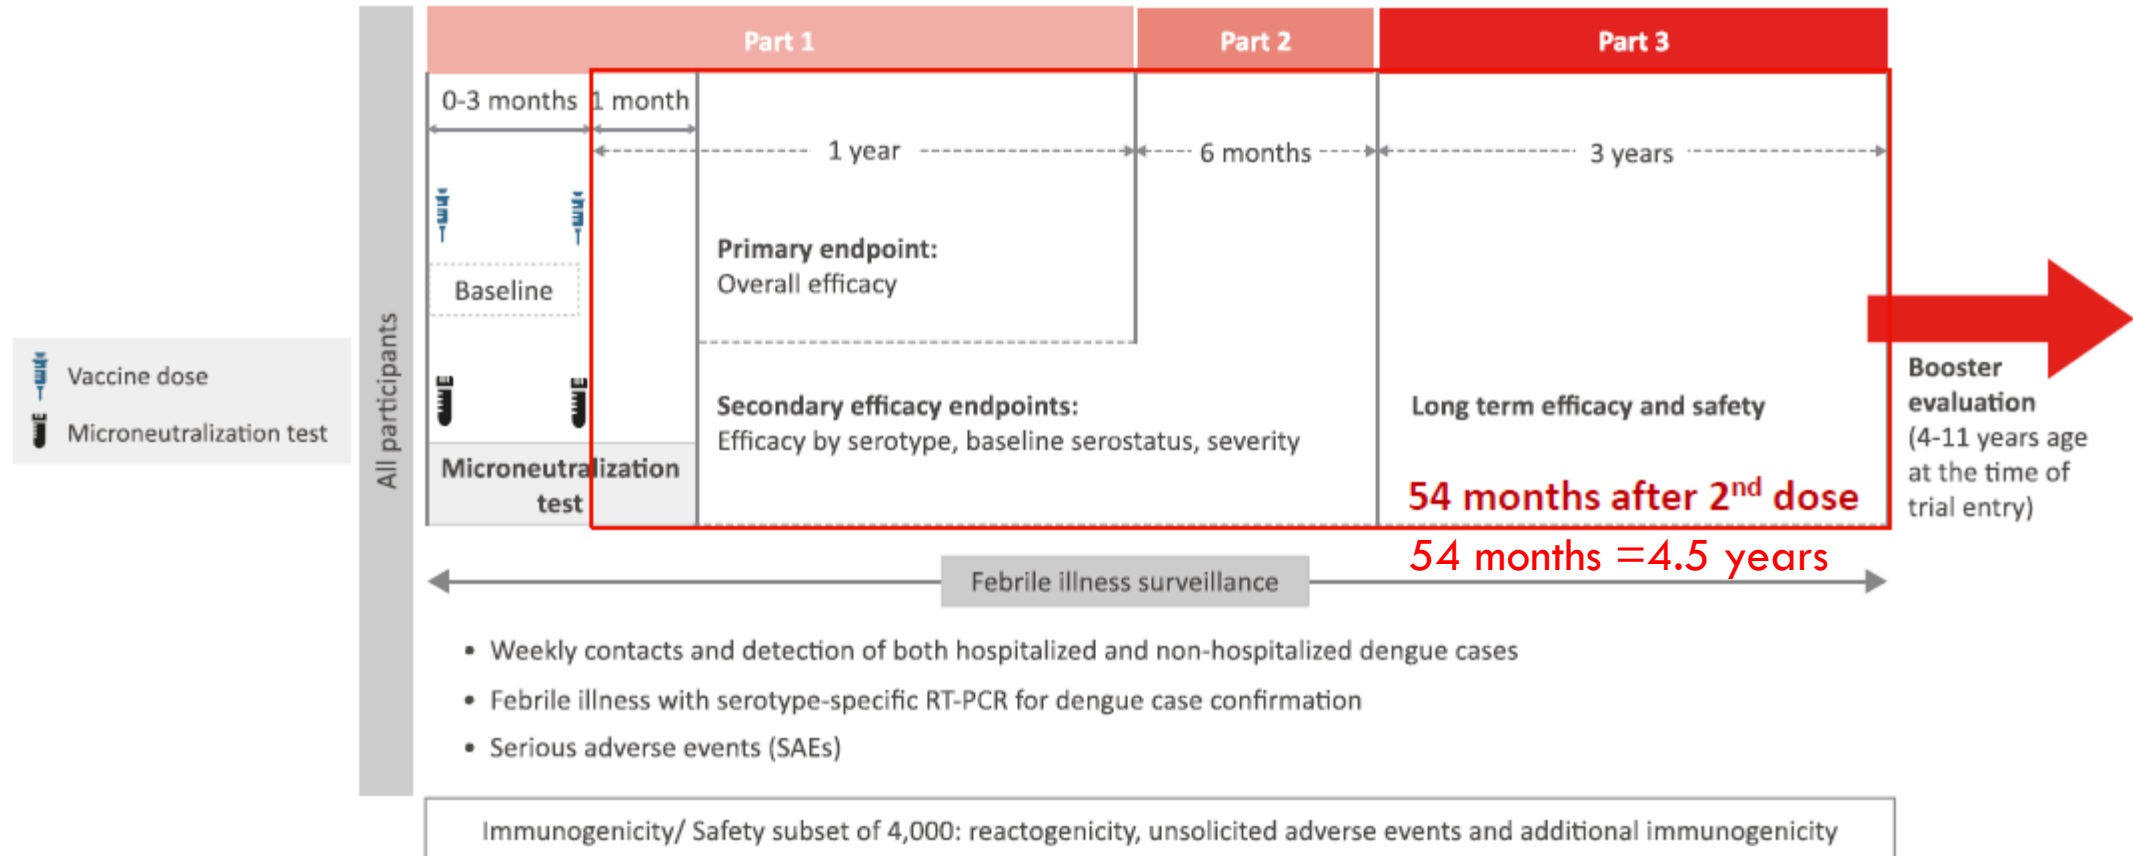 Part 1
Part 2
Part 3
0-3 months
1 month
1 year
6 months
3 years
Baseline
Primary endpoint:
Overall efficacy
Vaccine dose
Microneutralization test
All participants
Secondary efficacy endpoints:
Efficacy by serotype, baseline serostatus, severity
Microneutralization
test
Long term efficacy and safety
54 months after 2nd dose
54 months =4.5 years
Booster
evaluation
(4-11 years age
at the time of
trial entry)
Febrile illness surveillance
• Weekly contacts and detection of both hospitalized and non-hospitalized dengue cases
• Febrile illness with serotype-specific RT-PCR for dengue case confirmation
• Serious adverse events (SAEs)
Immunogenicity/ Safety subset of 4,000: reactogenicity, unsolicited adverse events and additional immunogenicity